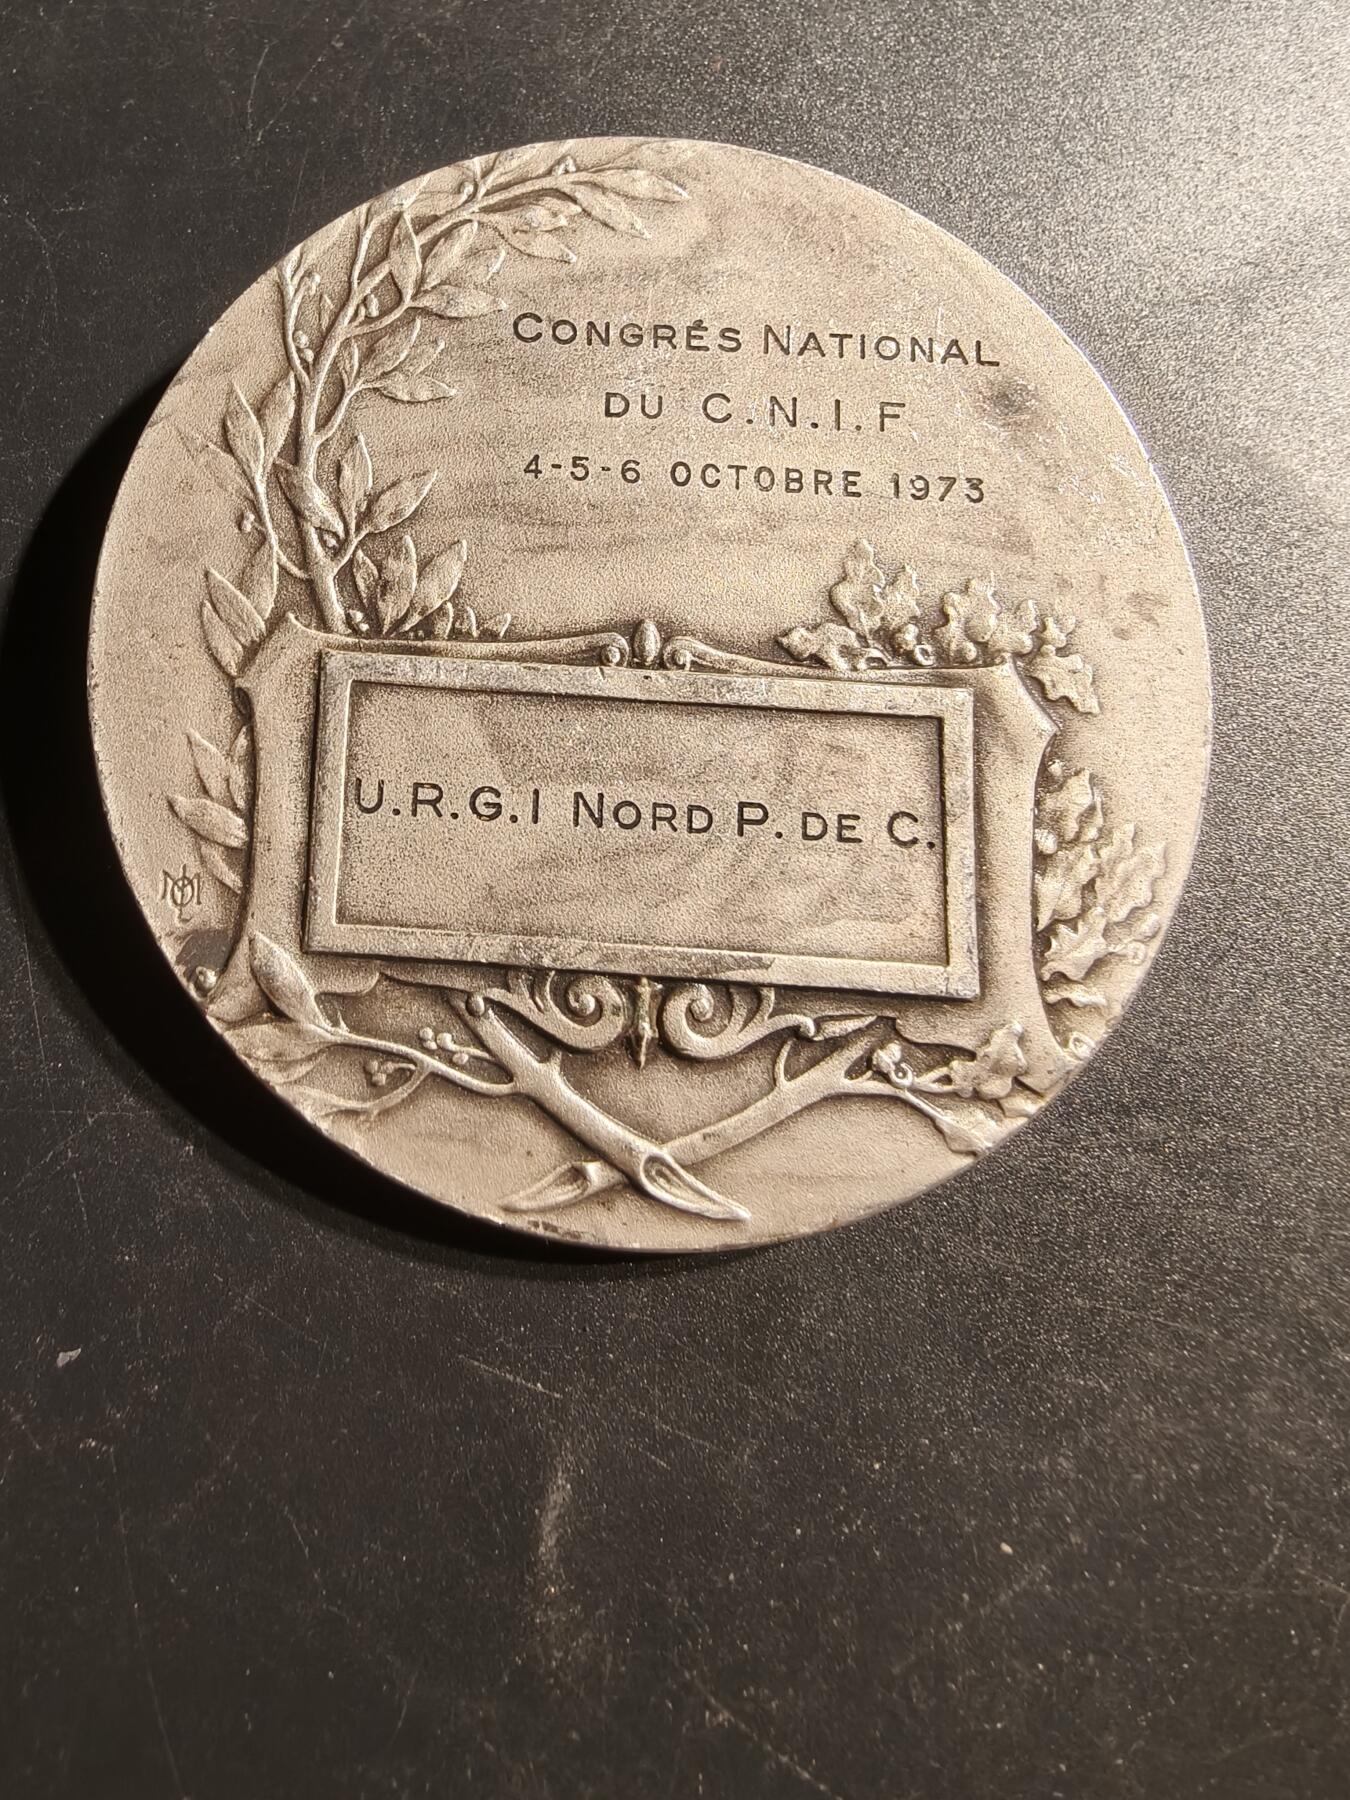 CONGRÉS NATIONAL
DU C.N.I.F
4-5-6 OCTOBRE 1973
U.R.G.I NORD P. DE C.